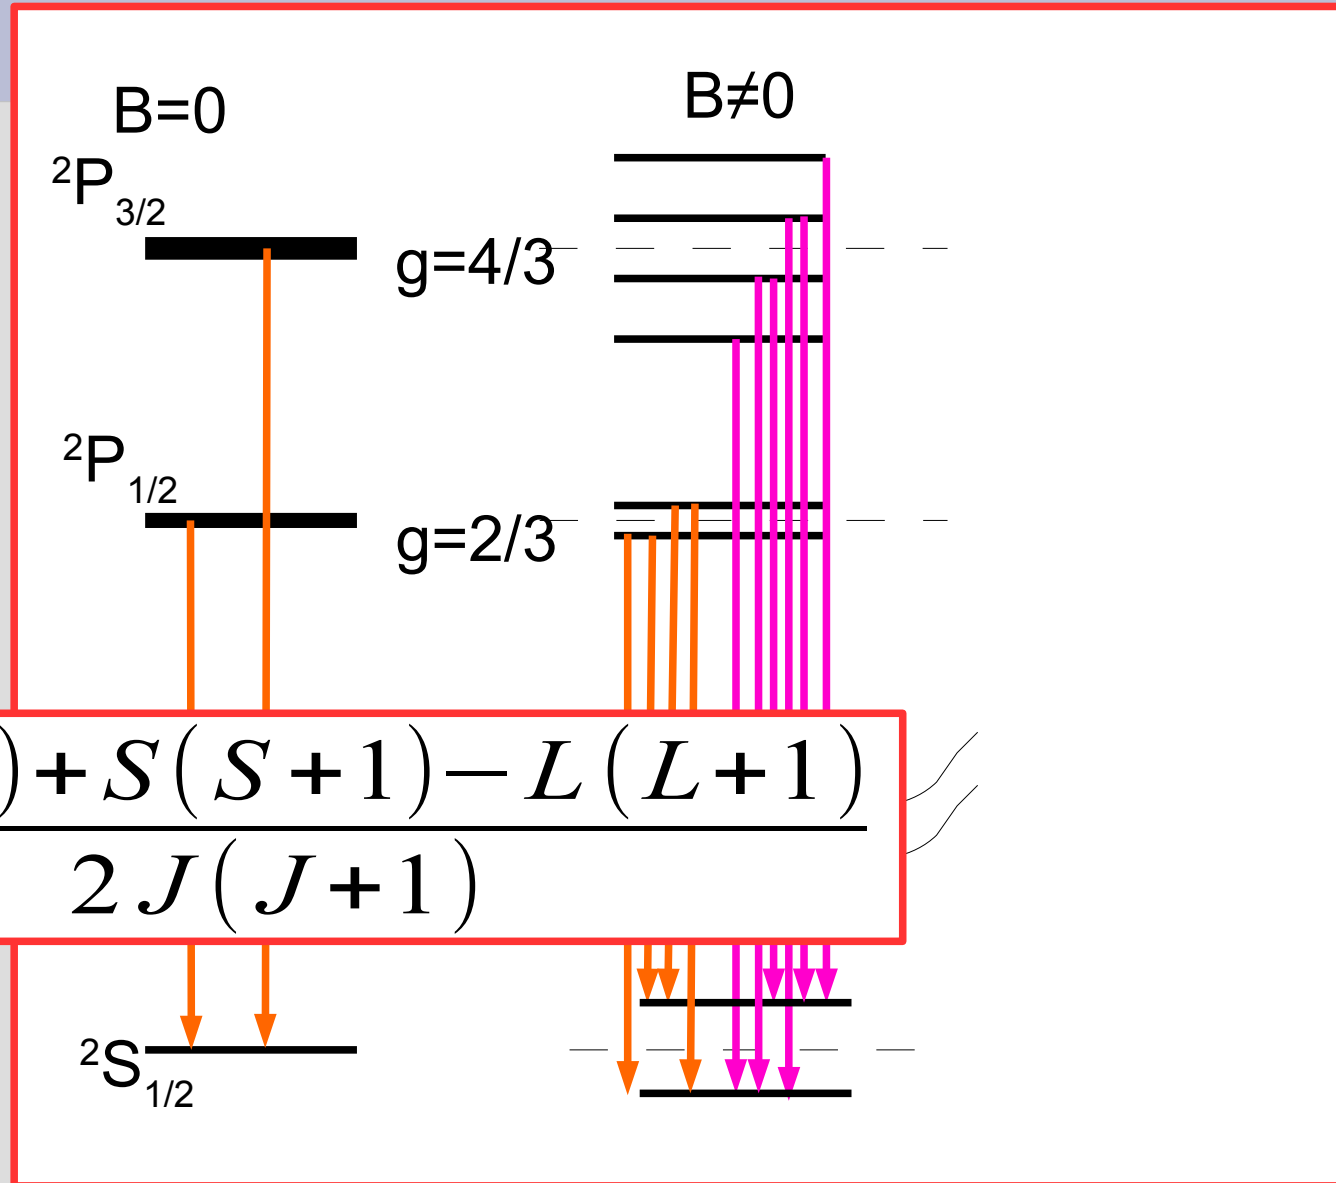 B=0
B≠0
²P₃/₂
g=4/3
²P₁/₂
g=2/3
)+S(S+1)−L(L+1)
2J(J+1)
²S₁/₂